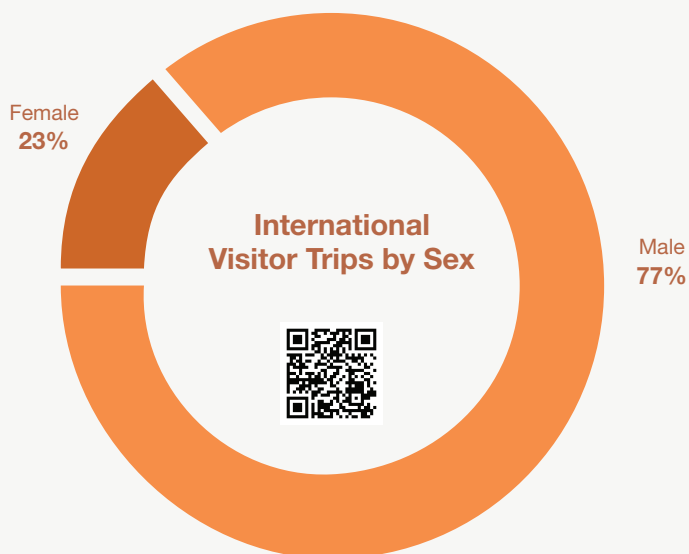 Female
23%
International
Visitor Trips by Sex
Male
77%